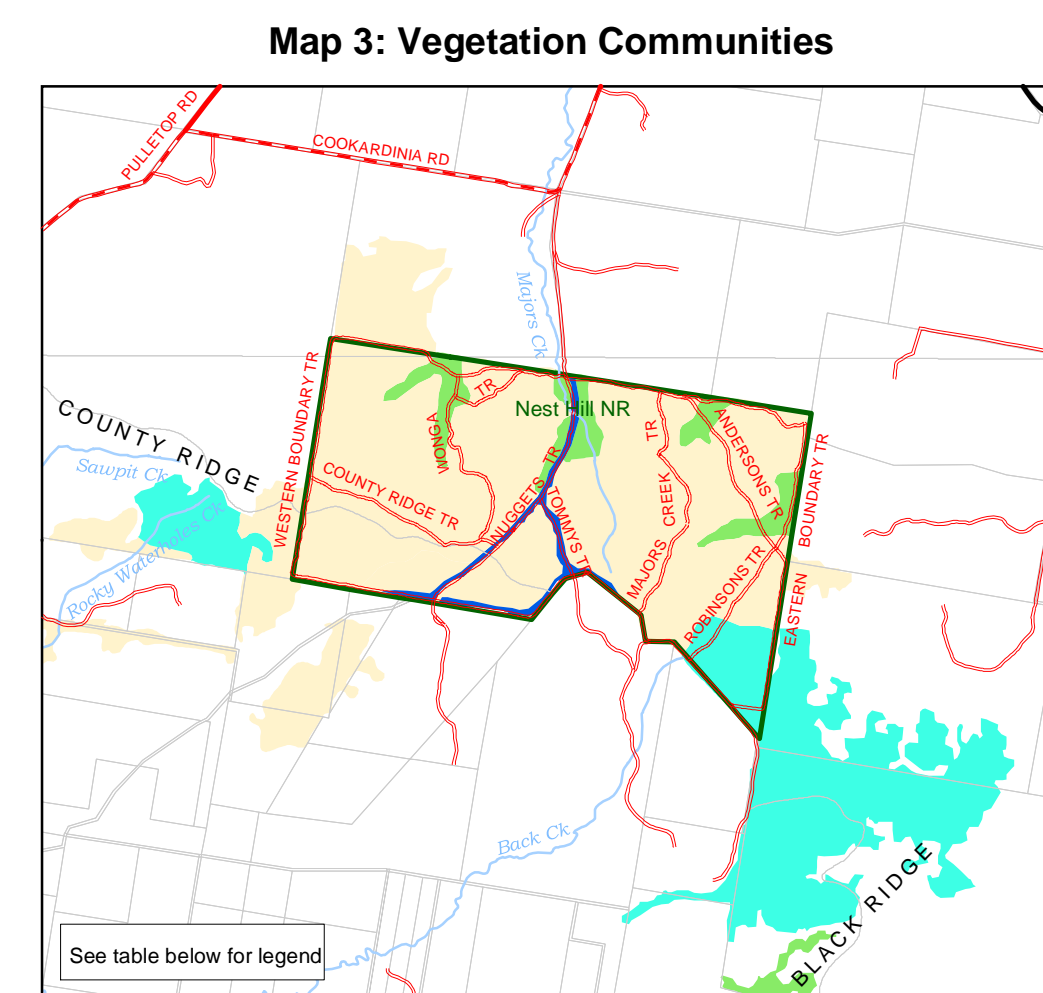 Map 3: Vegetation Communities
PULLETOP RD
COOKARDINIA RD
Majors Ck
COUNTY RIDGE
Sawpit Ck
Rocky Waterholes Ck
WESTERN BOUNDARY TR
WONGA
TR
Nest Hill NR
COUNTY RIDGE TR
NUGGETS TR
TOMMYS TR
MAJORS CREEK TR
ANDERSONS TR
ROBINSONS TR
EASTERN BOUNDARY TR
Back Ck
BLACK RIDGE
See table below for legend